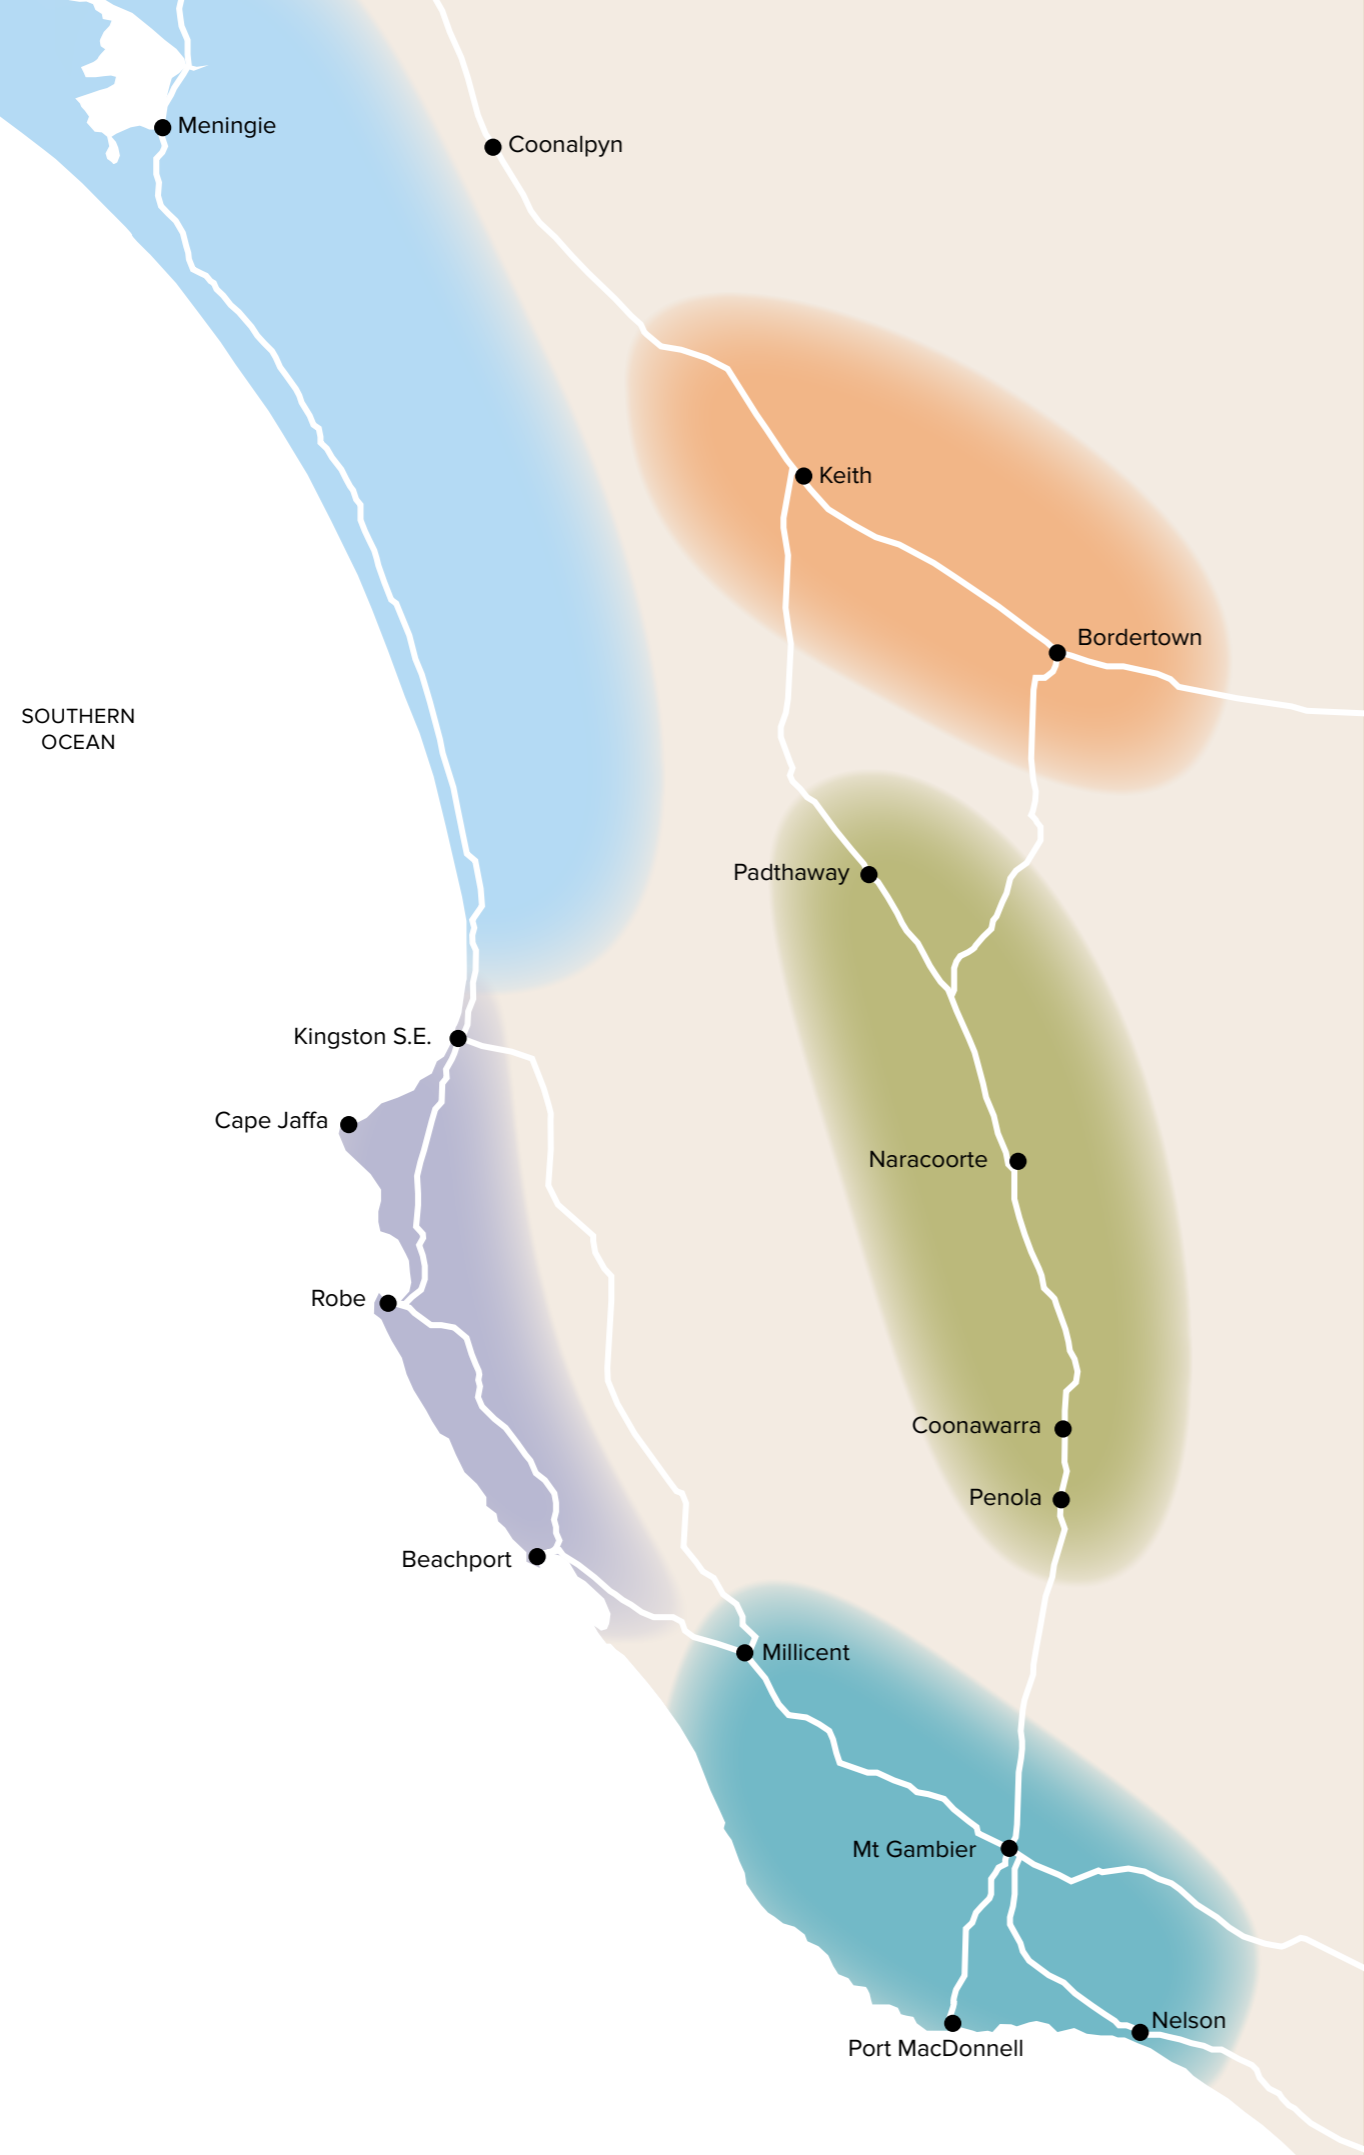 Meningie
Coonalpyn
Keith
Bordertown
SOUTHERN
OCEAN
Padthaway
Kingston S.E.
Cape Jaffa
Naracoorte
Robe
Coonawarra
Penola
Beachport
Millicent
Mt Gambier
Nelson
Port MacDonnell